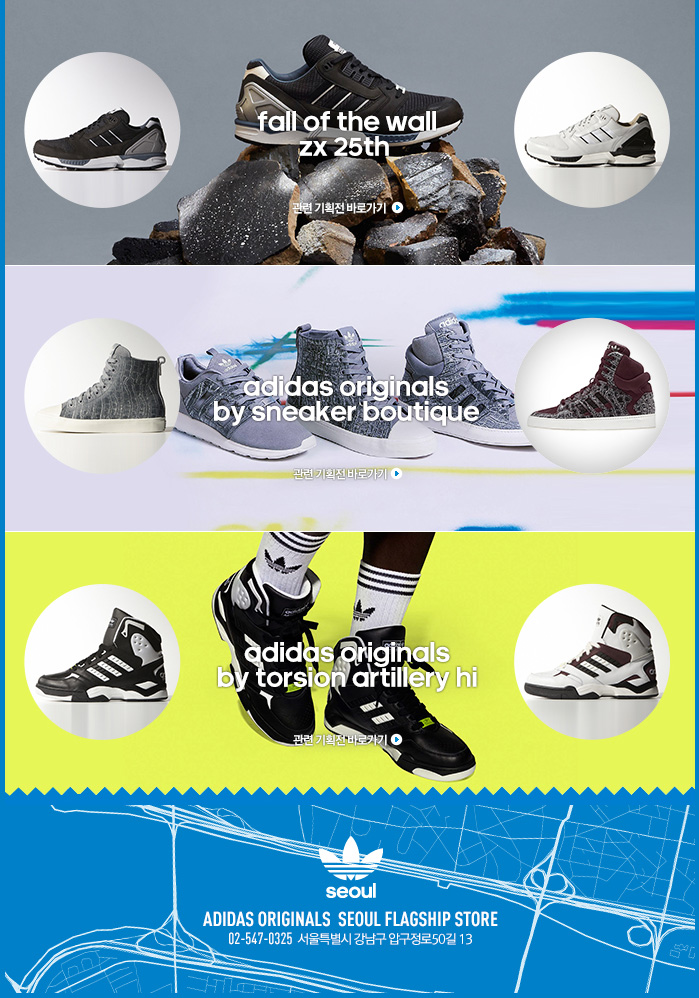 fall of the wall
zx 25th
관련 기획전 바로가기
adidas originals
by sneaker boutique
관련 기획전 바로가기
adidas originals
by torsion artillery hi
관련 기획전 바로가기
seoul
ADIDAS ORIGINALS SEOUL FLAGSHIP STORE
02-547-0325 서울특별시 강남구 압구정로50길 13